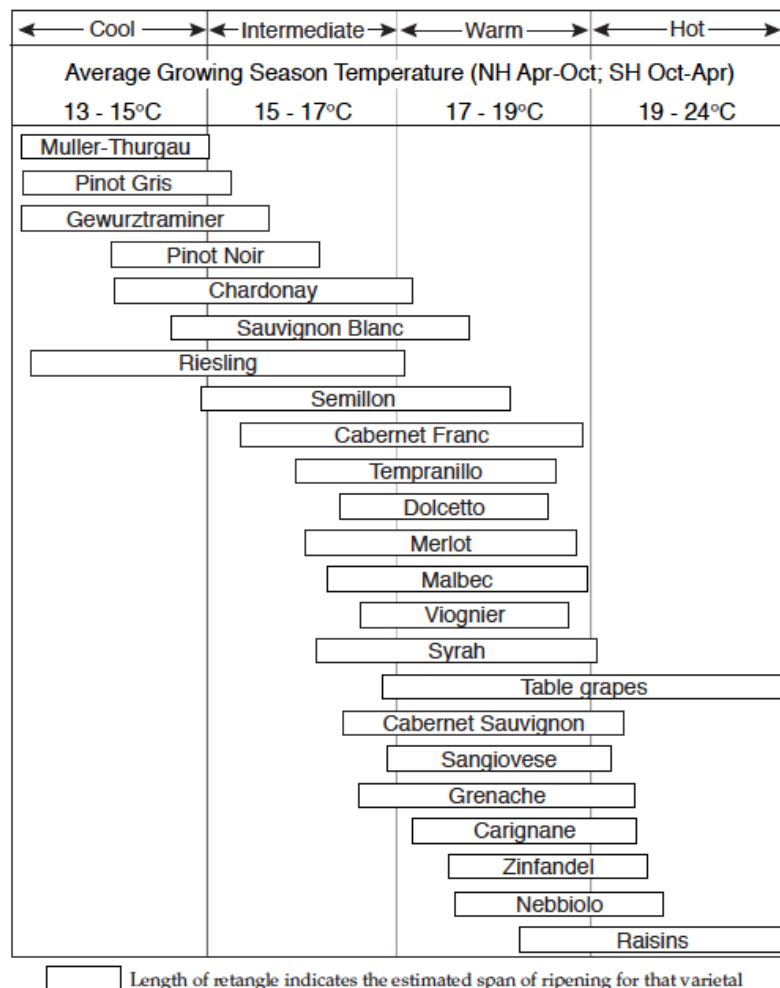 Cool Intermediate Warm Hot
Average Growing Season Temperature (NH Apr-Oct; SH Oct-Apr)
13 - 15°C 15 - 17°C 17 - 19°C 19 - 24°C
Muller-Thurgau
Pinot Gris
Gewurztraminer
Pinot Noir
Chardonay
Sauvignon Blanc
Riesling
Semillon
Cabernet Franc
Tempranillo
Dolcetto
Merlot
Malbec
Viognier
Syrah
Table grapes
Cabernet Sauvignon
Sangiovese
Grenache
Carignane
Zinfandel
Nebbiolo
Raisins
Length of retangle indicates the estimated span of ripening for that varietal